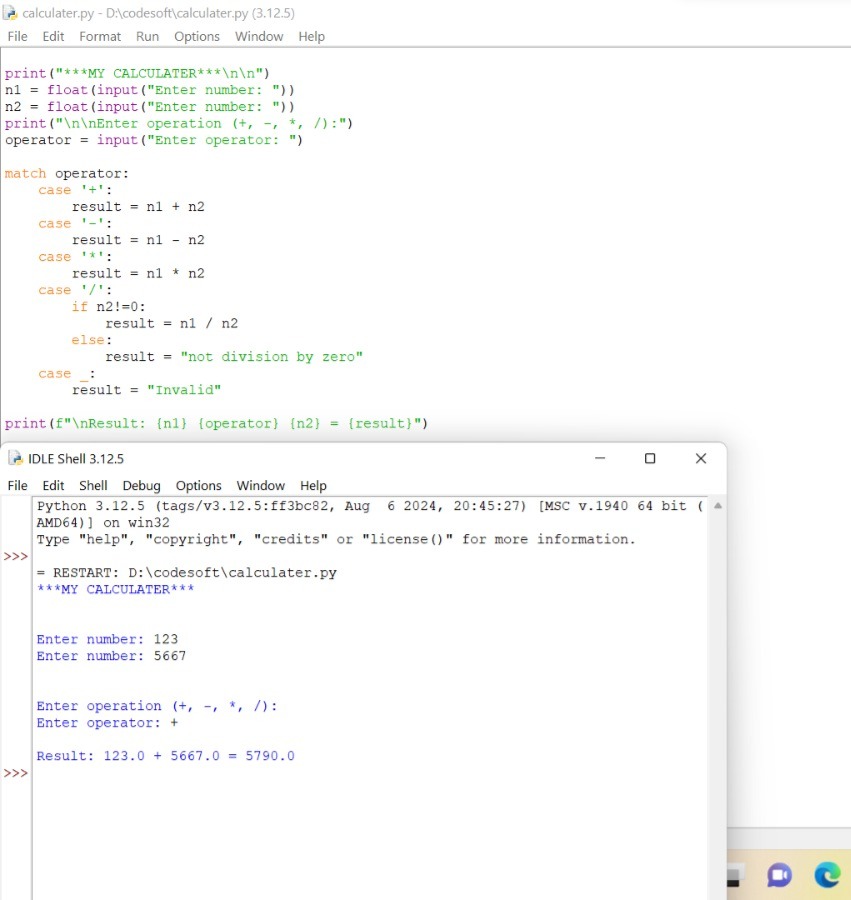 calculater.py - D:\codesoft\calculater.py (3.12.5)
File Edit Format Run Options Window Help
print("***MY CALCULATER***\n\n")
n1 = float(input("Enter number: "))
n2 = float(input("Enter number: "))
print("\n\nEnter operation (+, -, *, /):")
operator = input("Enter operator: ")
match operator:
    case '+':
        result = n1 + n2
    case '-':
        result = n1 - n2
    case '*':
        result = n1 * n2
    case '/':
        if n2!=0:
            result = n1 / n2
        else:
            result = "not division by zero"
    case _:
        result = "Invalid"
print(f"\nResult: {n1} {operator} {n2} = {result}")
IDLE Shell 3.12.5
File Edit Shell Debug Options Window Help
Python 3.12.5 (tags/v3.12.5:ff3bc82, Aug  6 2024, 20:45:27) [MSC v.1940 64 bit (
AMD64)] on win32
Type "help", "copyright", "credits" or "license()" for more information.
>>>
= RESTART: D:\codesoft\calculater.py
***MY CALCULATER***
Enter number: 123
Enter number: 5667
Enter operation (+, -, *, /):
Enter operator: +
Result: 123.0 + 5667.0 = 5790.0
>>>